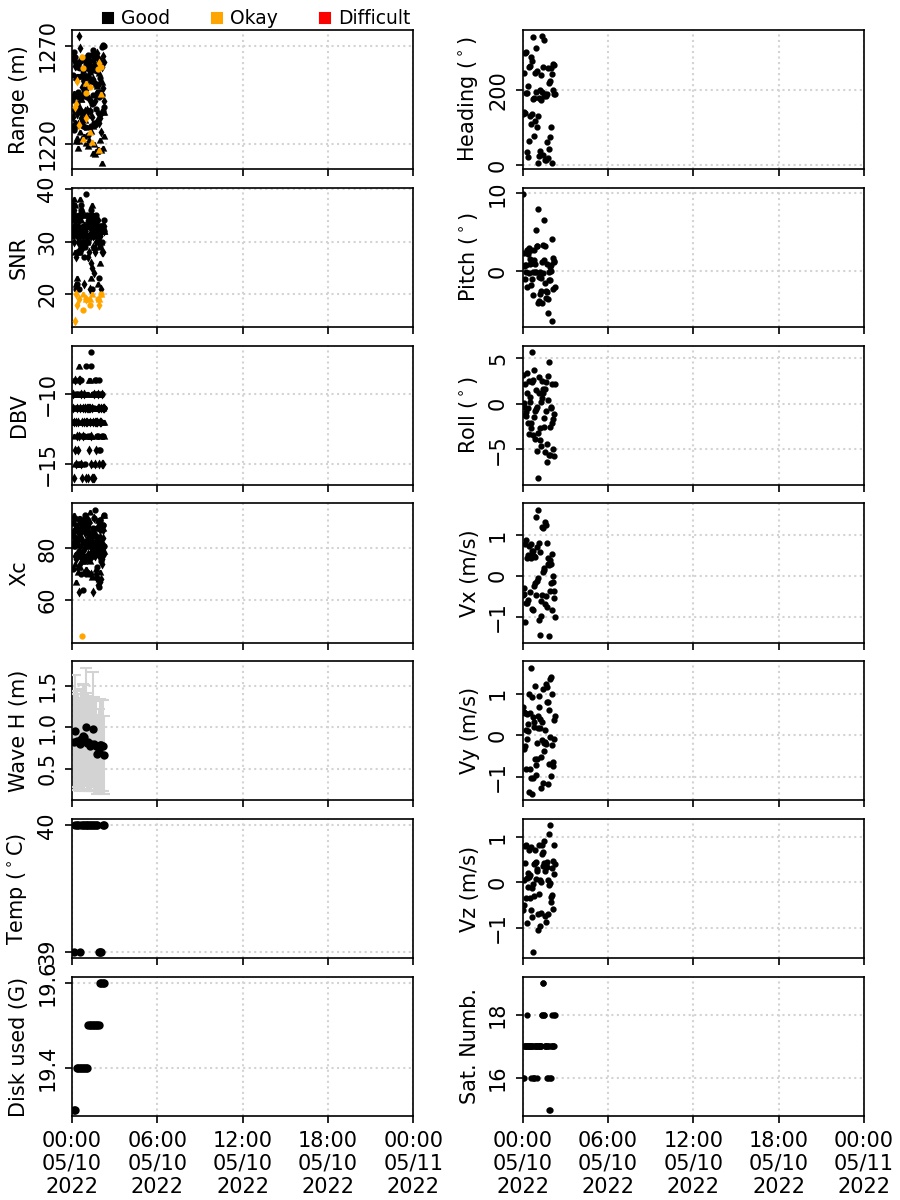 Good Okay Difficult
Range (m)
1270
1220
Heading (°)
200
0
SNR
40
30
20
Pitch (°)
10
0
DBV
−10
−15
Roll (°)
5
0
−5
Xc
80
60
Vx (m/s)
1
0
−1
Wave H (m)
1.5
1.0
0.5
Vy (m/s)
1
0
−1
Temp (°C)
40
39
Vz (m/s)
1
0
−1
Disk used (G)
19.4
Sat. Numb.
18
16
00:00 06:00 12:00 18:00 00:00
05/10 05/10 05/10 05/10 05/11
2022 2022 2022 2022 2022
00:00 06:00 12:00 18:00 00:00
05/10 05/10 05/10 05/10 05/11
2022 2022 2022 2022 2022